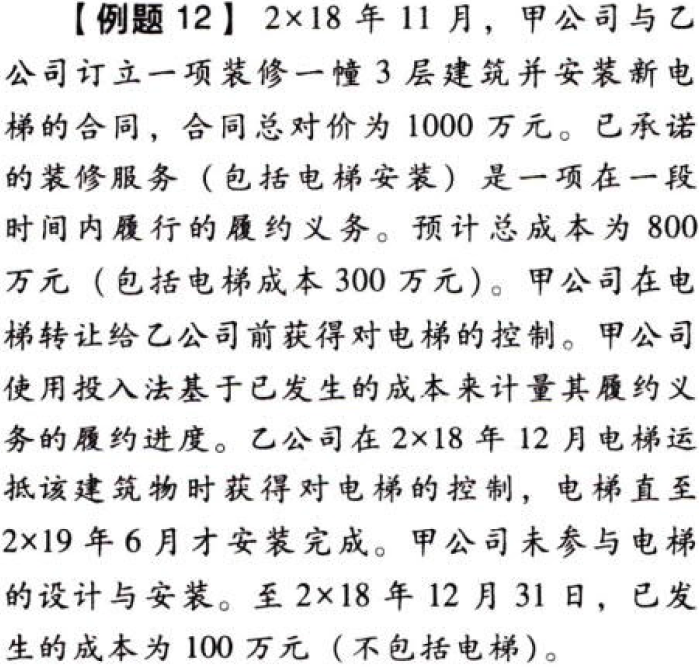 【例题 12】 2×18 年 11 月，甲公司与乙
公司订立一项装修一幢 3 层建筑并安装新电
梯的合同，合同总对价为 1000 万元。已承诺
的装修服务（包括电梯安装）是一项在一段
时间内履行的履约义务。预计总成本为 800
万元（包括电梯成本 300 万元）。甲公司在电
梯转让给乙公司前获得对电梯的控制。甲公司
使用投入法基于已发生的成本来计量其履约义
务的履约进度。乙公司在 2×18 年 12 月电梯运
抵该建筑物时获得对电梯的控制，电梯直至
2×19 年 6 月才安装完成。甲公司未参与电梯
的设计与安装。至 2×18 年 12 月 31 日，已发
生的成本为 100 万元（不包括电梯）。